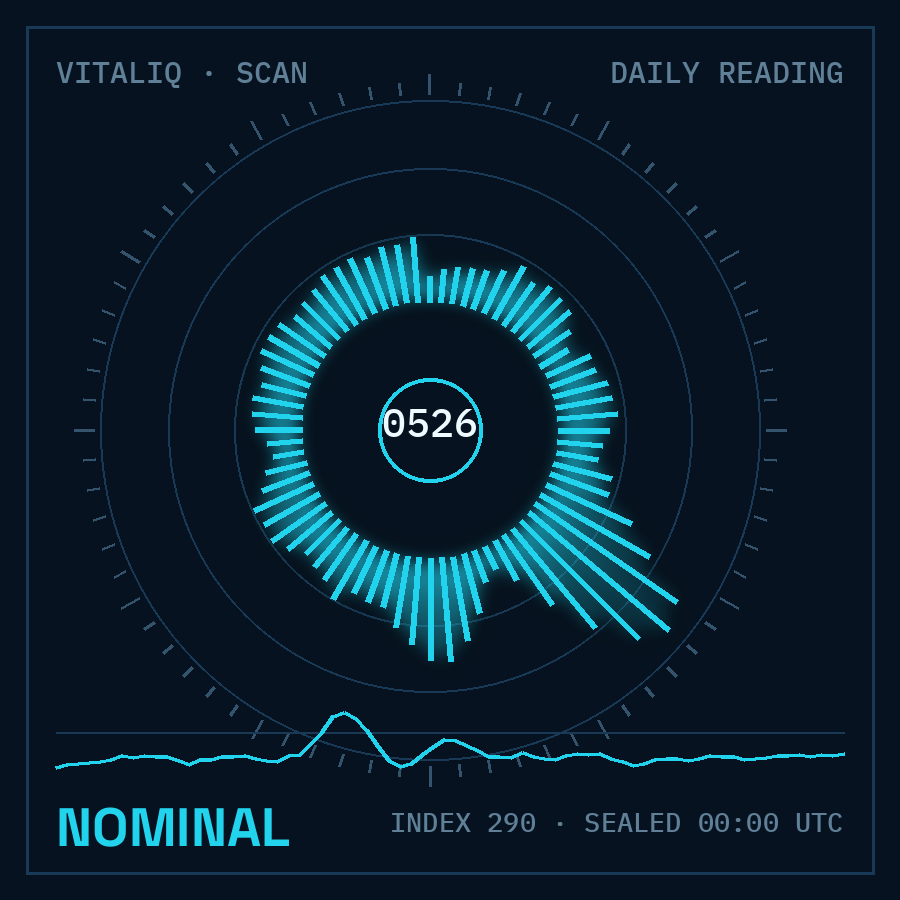 VITALIQ · SCAN
DAILY READING
0526
NOMINAL
INDEX 290 · SEALED 00:00 UTC